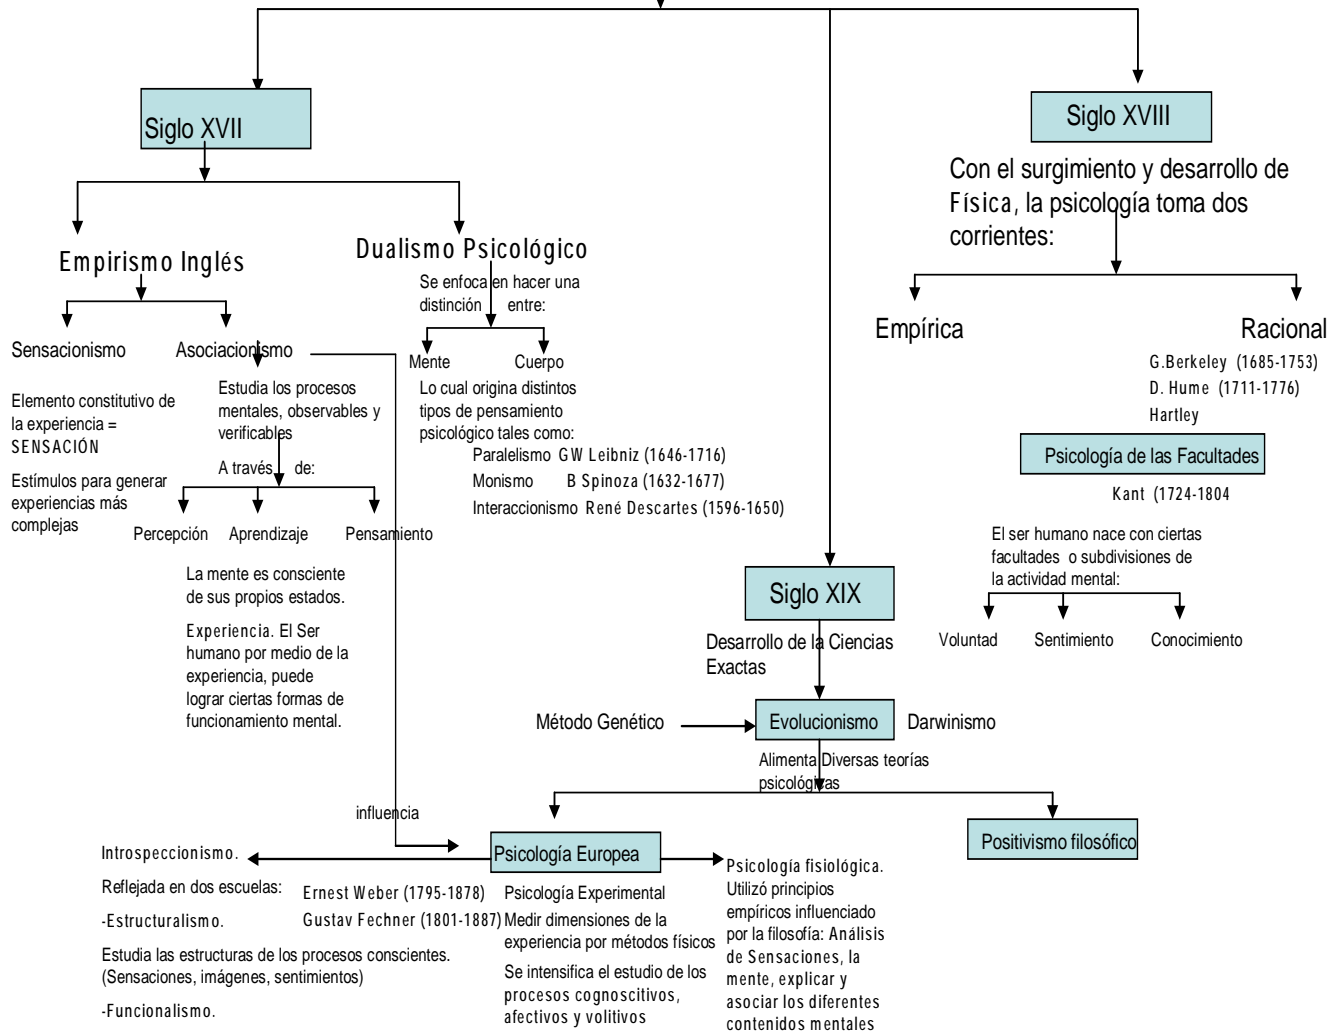 Siglo XVII
Empirismo Inglés
Sensacionismo
Elemento constitutivo de
la experiencia =
SENSACIÓN
Estímulos para generar
experiencias más
complejas
Asociacionismo
Estudia los procesos
mentales, observables y
verificables
A través de:
Percepción
Aprendizaje
Pensamiento
La mente es consciente
de sus propios estados.
Experiencia. El Ser
humano por medio de la
experiencia, puede
lograr ciertas formas de
funcionamiento mental.
Dualismo Psicológico
Se enfoca en hacer una
distinción entre:
Mente
Cuerpo
Lo cual origina distintos
tipos de pensamiento
psicológico tales como:
Paralelismo GW Leibniz (1646-1716)
Monismo B Spinoza (1632-1677)
Interaccionismo René Descartes (1596-1650)
Siglo XVIII
Con el surgimiento y desarrollo de
Física, la psicología toma dos
corrientes:
Empírica
Racional
G.Berkeley (1685-1753)
D. Hume (1711-1776)
Hartley
Psicología de las Facultades
Kant (1724-1804
El ser humano nace con ciertas
facultades o subdivisiones de
la actividad mental:
Voluntad
Sentimiento
Conocimiento
Siglo XIX
Desarrollo de la Ciencias
Exactas
Método Genético
Evolucionismo
Darwinismo
Alimenta Diversas teorías
psicológicas
influencia
Psicología Europea
Positivismo filosófico
Introspeccionismo.
Reflejada en dos escuelas:
-Estructuralismo.
Estudia las estructuras de los procesos conscientes.
(Sensaciones, imágenes, sentimientos)
-Funcionalismo.
Ernest Weber (1795-1878)
Gustav Fechner (1801-1887)
Psicología Experimental
Medir dimensiones de la
experiencia por métodos físicos
Se intensifica el estudio de los
procesos cognoscitivos,
afectivos y volitivos
Psicología fisiológica.
Utilizó principios
empíricos influenciado
por la filosofía: Análisis
de Sensaciones, la
mente, explicar y
asociar los diferentes
contenidos mentales